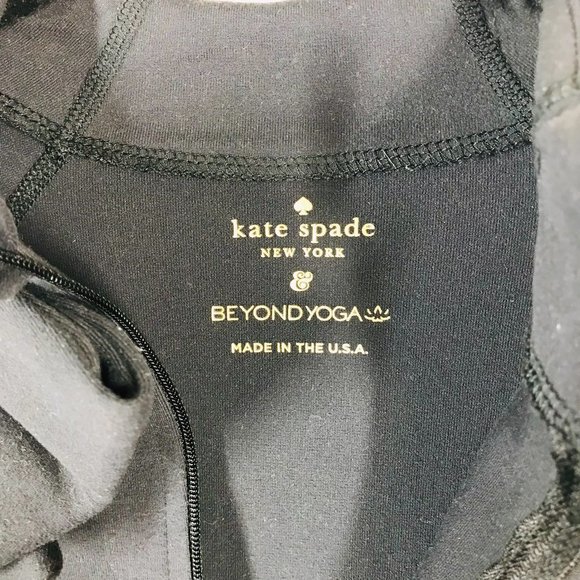 kate spade
NEW YORK
&
BEYOND YOGA
MADE IN THE U.S.A.